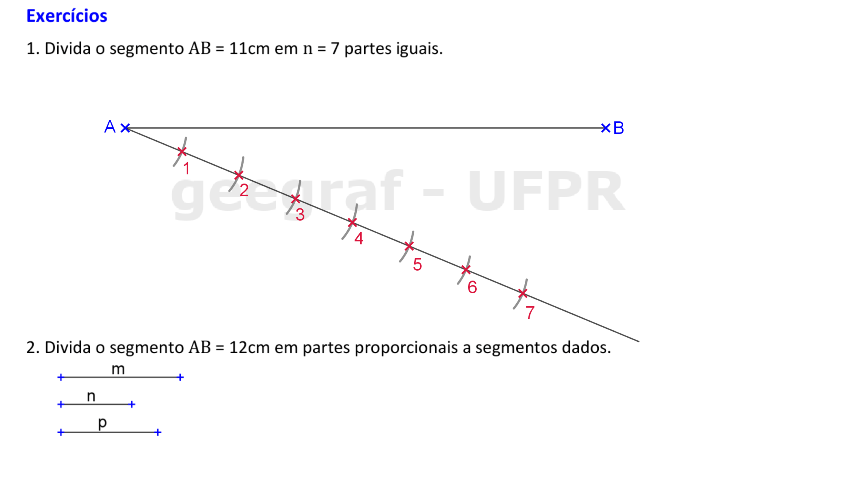 Exercícios
1. Divida o segmento AB = 11cm em n = 7 partes iguais.
A B
1
geegraf - UFPR
2
3
4
5
6
7
2. Divida o segmento AB = 12cm em partes proporcionais a segmentos dados.
m
n
p